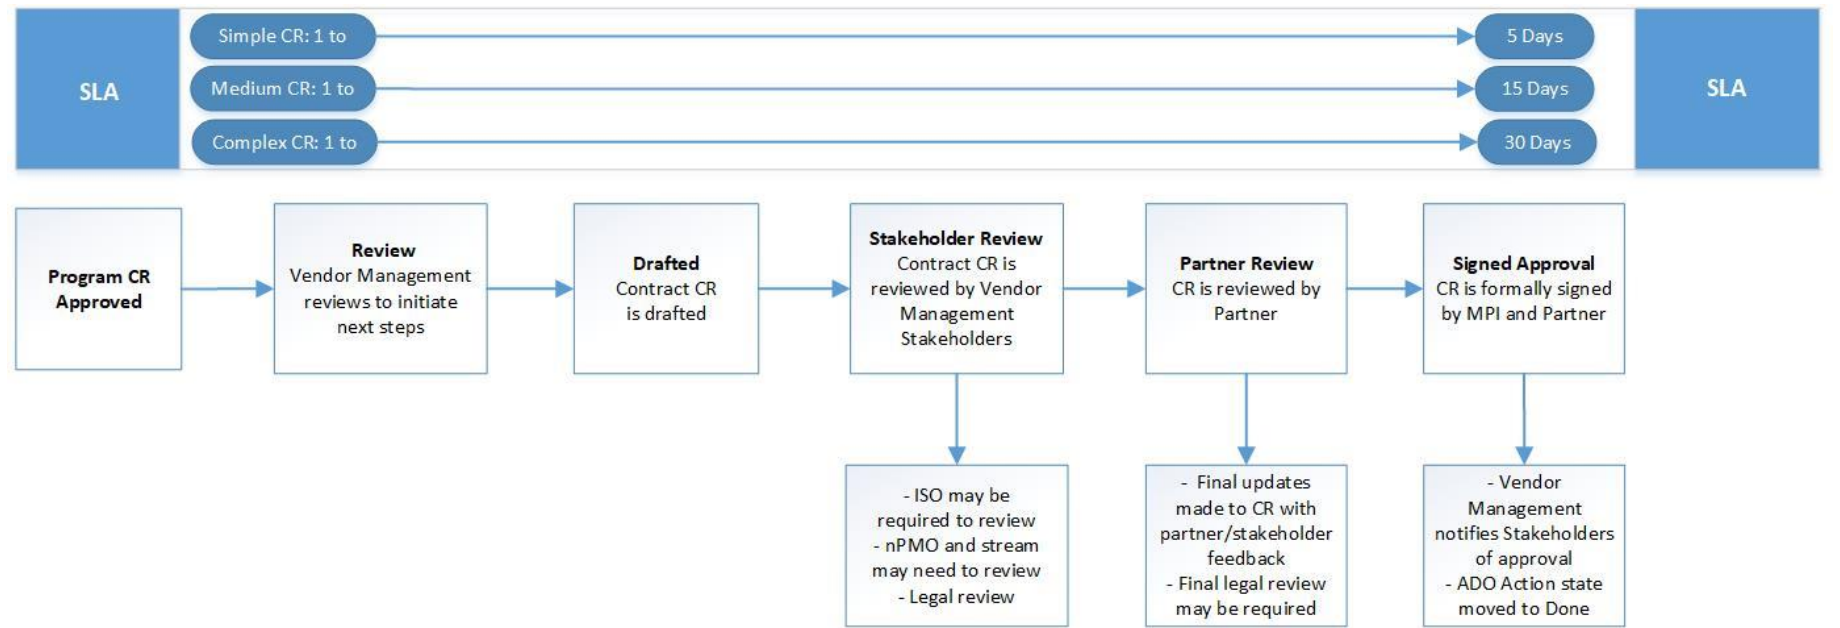 SLA
Simple CR: 1 to
5 Days
Medium CR: 1 to
15 Days
Complex CR: 1 to
30 Days
SLA
Program CR
Approved
Review
Vendor Management
reviews to initiate
next steps
Drafted
Contract CR
is drafted
Stakeholder Review
Contract CR is
reviewed by Vendor
Management
Stakeholders
Partner Review
CR is reviewed by
Partner
Signed Approval
CR is formally signed
by MPI and Partner
- ISO may be
required to review
- nPMO and stream
may need to review
- Legal review
- Final updates
made to CR with
partner/stakeholder
feedback
- Final legal review
may be required
- Vendor
Management
notifies Stakeholders
of approval
- ADO Action state
moved to Done